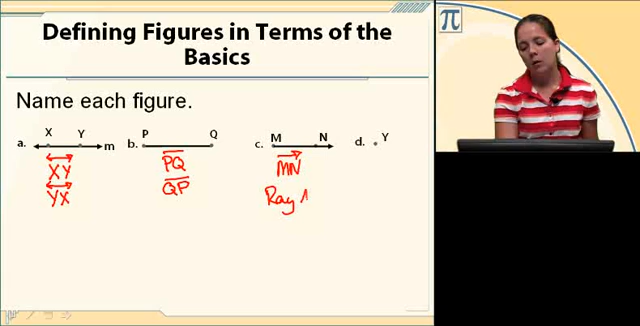 Defining Figures in Terms of the
Basics
π
Name each figure.
a. X Y m b. P Q c. M N d. Y
XY PQ MN
YX QP Ray